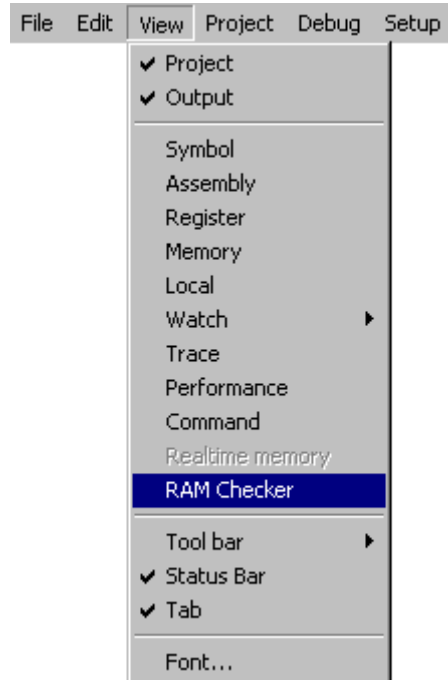 File Edit View Project Debug Setup
Project
Output
Symbol
Assembly
Register
Memory
Local
Watch
Trace
Performance
Command
Realtime memory
RAM Checker
Tool bar
Status Bar
Tab
Font...